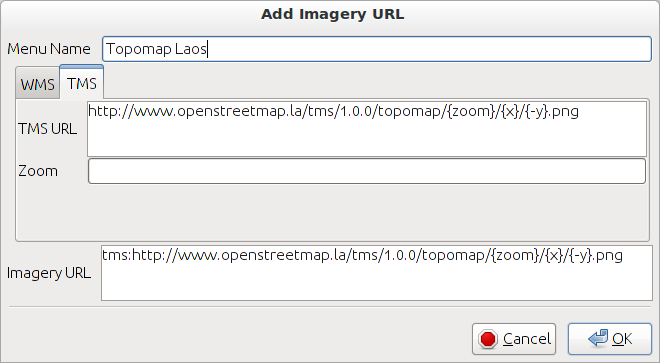 Add Imagery URL
Menu Name Topomap Laos
WMS TMS
http://www.openstreetmap.la/tms/1.0.0/topomap/{zoom}/{x}/{-y}.png
TMS URL
Zoom
tms:http://www.openstreetmap.la/tms/1.0.0/topomap/{zoom}/{x}/{-y}.png
Imagery URL
Cancel OK